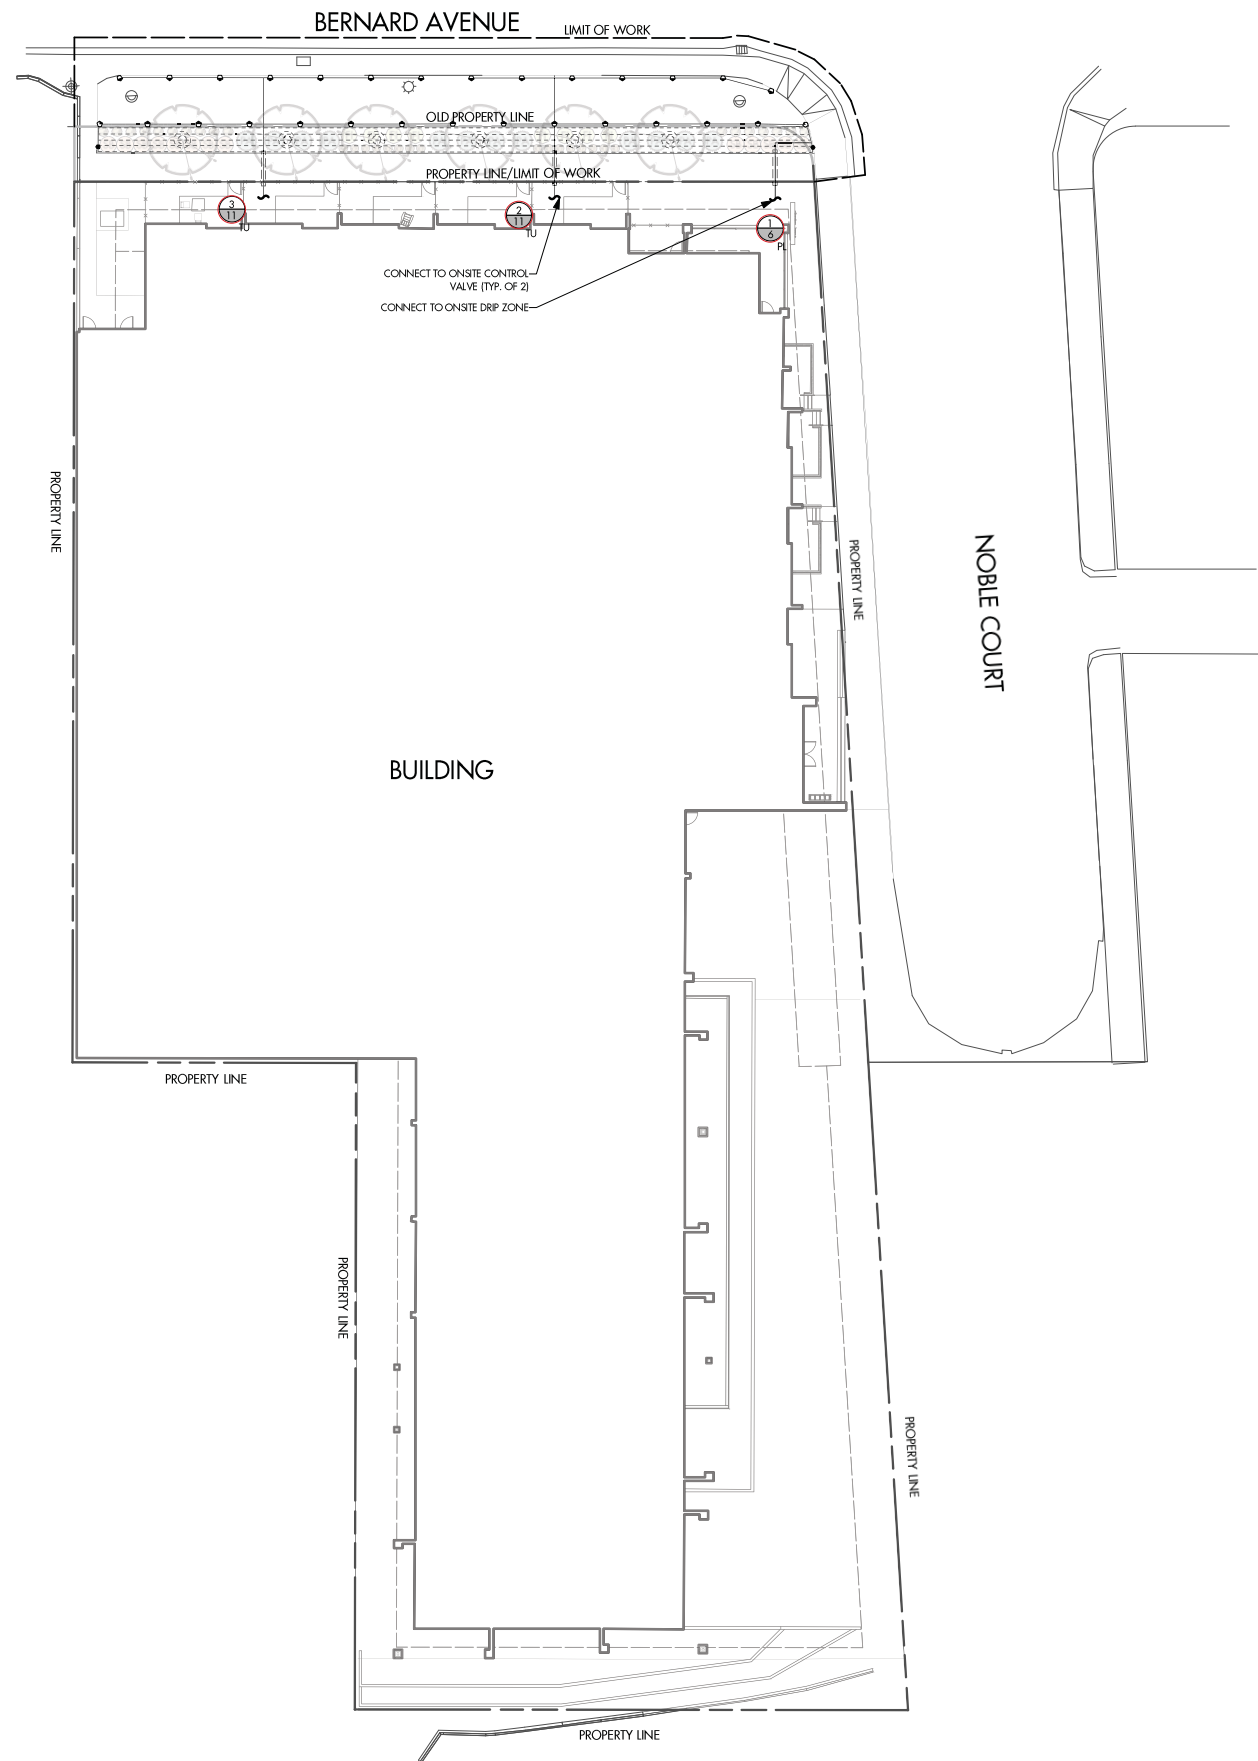 BERNARD AVENUE
LIMIT OF WORK
OLD PROPERTY LINE
PROPERTY LINE/LIMIT OF WORK
3
11
TU
2
11
TU
1
6
PL
CONNECT TO ONSITE CONTROL
VALVE (TYP. OF 2)
CONNECT TO ONSITE DRIP ZONE
PROPERTY LINE
PROPERTY LINE
NOBLE COURT
BUILDING
PROPERTY LINE
PROPERTY LINE
PROPERTY LINE
PROPERTY LINE